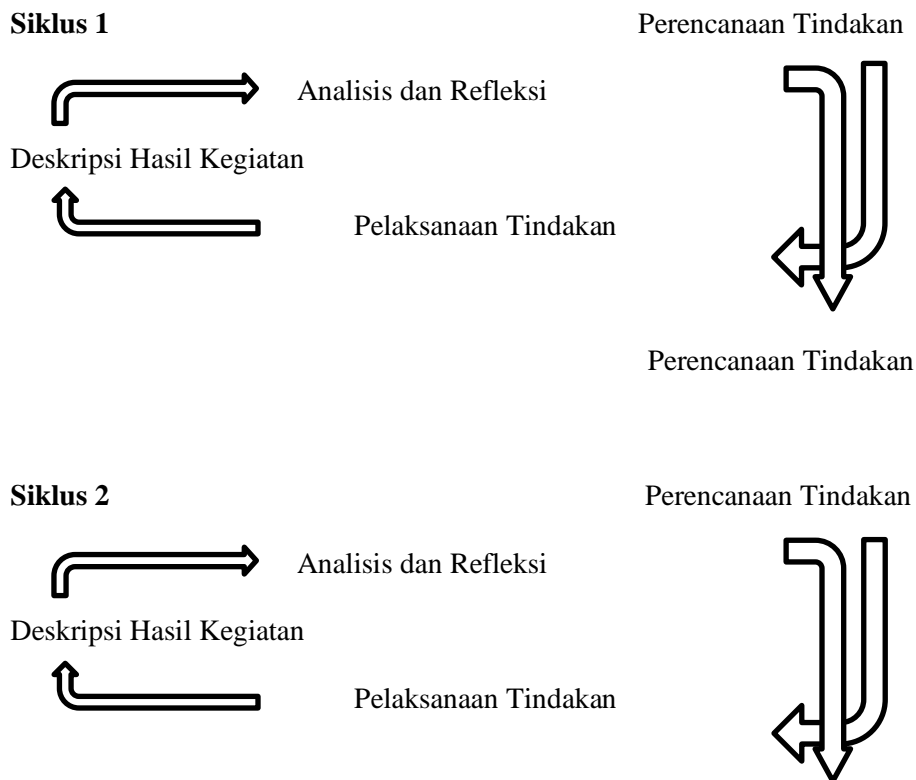 Siklus 1 Perencanaan Tindakan
Analisis dan Refleksi
Deskripsi Hasil Kegiatan
Pelaksanaan Tindakan
Perencanaan Tindakan
Siklus 2 Perencanaan Tindakan
Analisis dan Refleksi
Deskripsi Hasil Kegiatan
Pelaksanaan Tindakan